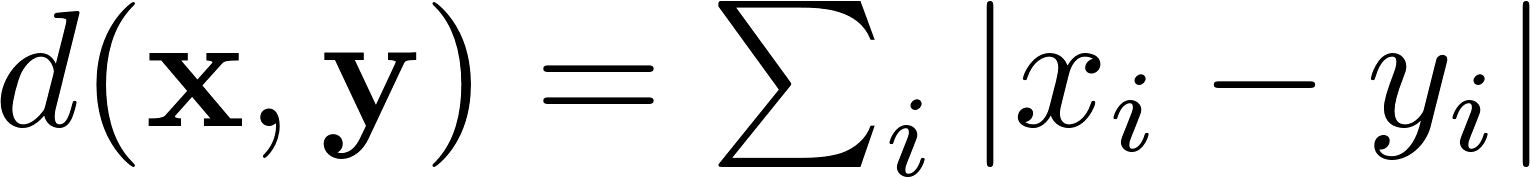 d(𝐱, 𝐲) = ∑ᵢ |xᵢ − yᵢ|